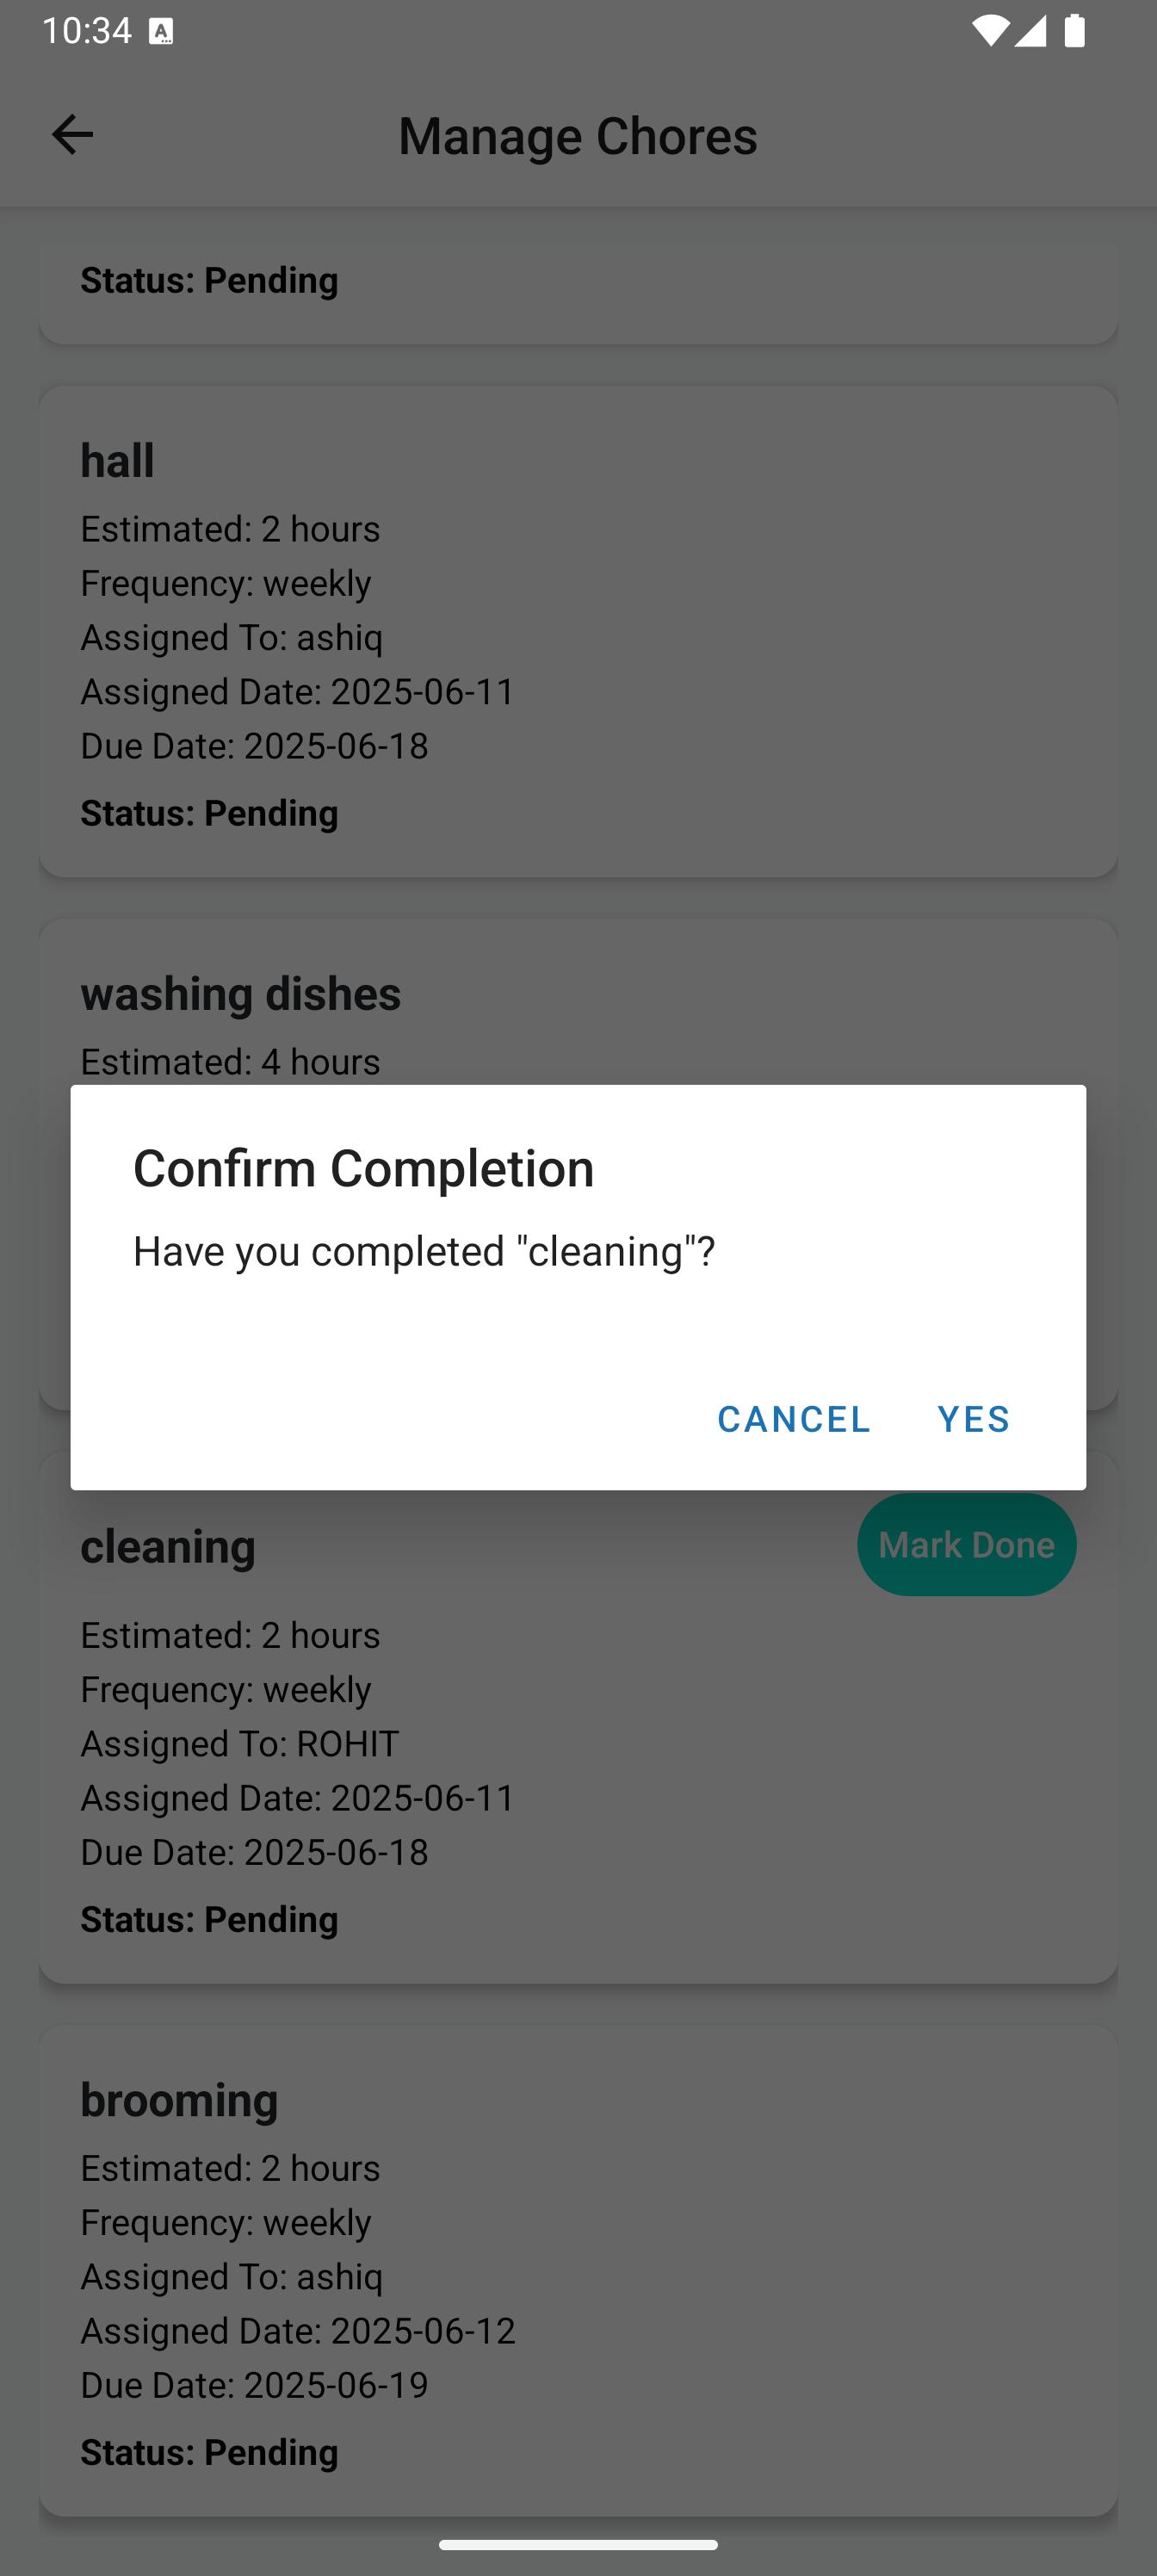 10:34
Manage Chores
Status: Pending
hall
Estimated: 2 hours
Frequency: weekly
Assigned To: ashiq
Assigned Date: 2025-06-11
Due Date: 2025-06-18
Status: Pending
washing dishes
Estimated: 4 hours
Confirm Completion
Have you completed "cleaning"?
CANCEL YES
cleaning Mark Done
Estimated: 2 hours
Frequency: weekly
Assigned To: ROHIT
Assigned Date: 2025-06-11
Due Date: 2025-06-18
Status: Pending
brooming
Estimated: 2 hours
Frequency: weekly
Assigned To: ashiq
Assigned Date: 2025-06-12
Due Date: 2025-06-19
Status: Pending